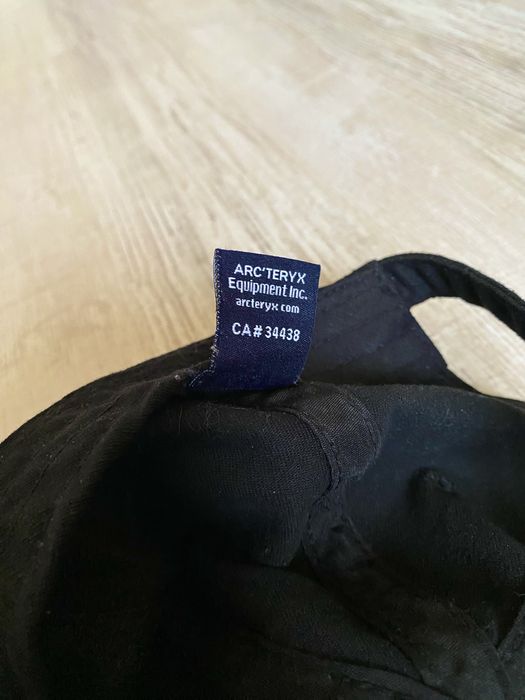 ARC'TERYX
Equipment Inc.
arcteryx com
CA# 34438